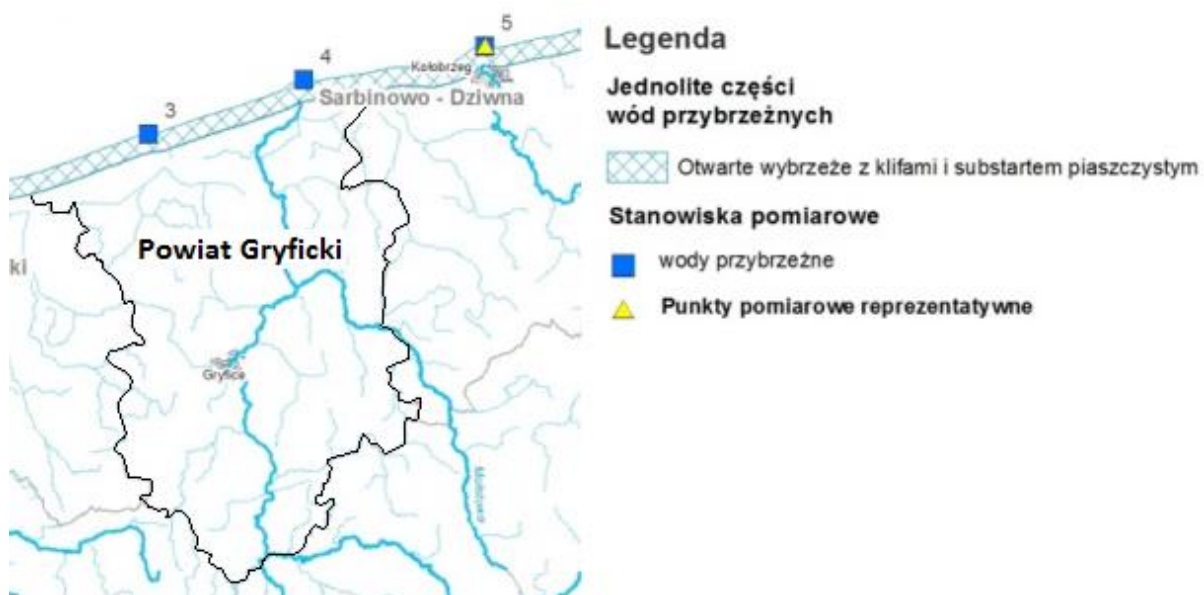 5
4
Kołobrzeg
Sarbinowo - Dziwna
3
Powiat Gryficki
ki
Gryfice
Mołstowa
Legenda
Jednolite części
wód przybrzeżnych
Otwarte wybrzeże z klifami i substartem piaszczystym
Stanowiska pomiarowe
wody przybrzeżne
Punkty pomiarowe reprezentatywne